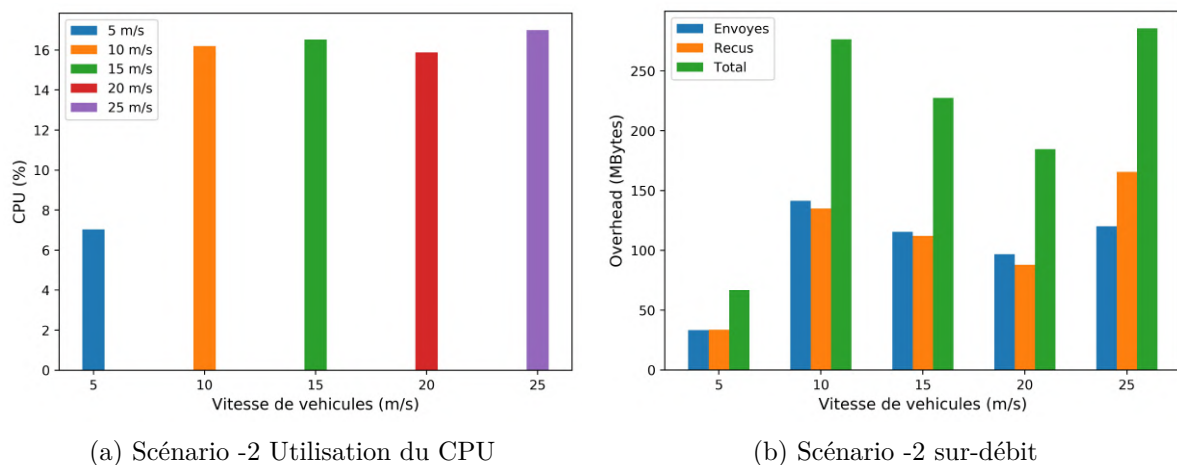 5 m/s
10 m/s
15 m/s
20 m/s
25 m/s
16
14
12
10
8
6
4
2
0
CPU (%)
5 10 15 20 25
Vitesse de vehicules (m/s)
(a) Scénario -2 Utilisation du CPU
Envoyes
Recus
Total
250
200
150
100
50
0
Overhead (MBytes)
5 10 15 20 25
Vitesse de vehicules (m/s)
(b) Scénario -2 sur-débit